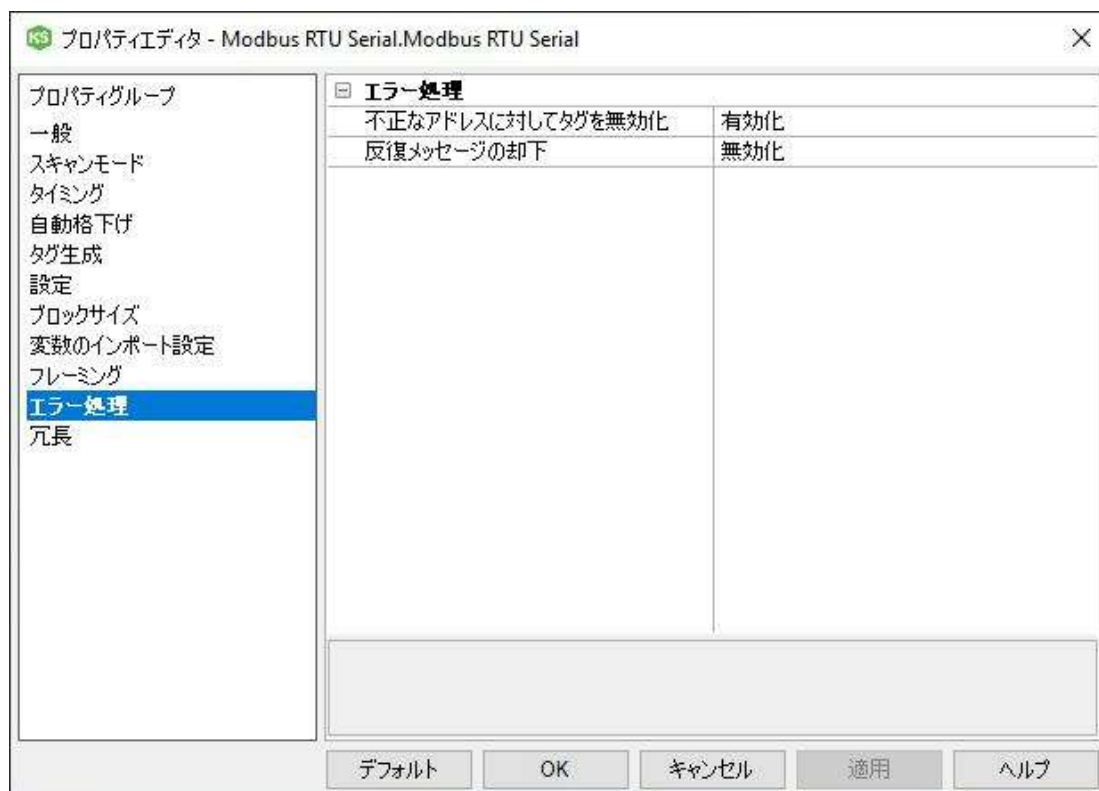 KS プロパティエディタ - Modbus RTU Serial.Modbus RTU Serial
プロパティグループ
一般
スキャンモード
タイミング
自動格下げ
タグ生成
設定
ブロックサイズ
変数のインポート設定
フレーミング
エラー処理
冗長
エラー処理
不正なアドレスに対してタグを無効化 有効化
反復メッセージの却下 無効化
デフォルト OK キャンセル 適用 ヘルプ